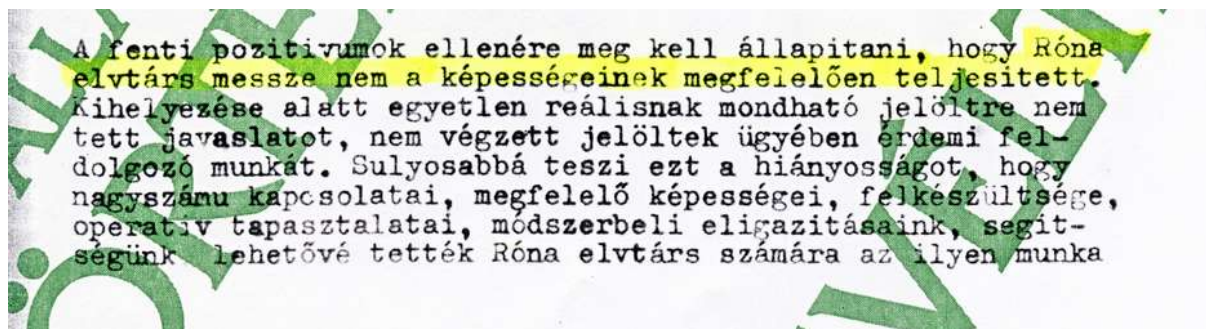 A fenti pozitivumok ellenére meg kell állapitani, hogy Róna
elvtárs messze nem a képességeinek megfelelően teljesitett.
Kihelyezése alatt egyetlen reálisnak mondható jelöltre nem
tett javaslatot, nem végzett jelöltek ügyében érdemi fel-
dolgozó munkát. Sulyosabbá teszi ezt a hiányosságot, hogy
nagyszámu kapcsolatai, megfelelő képességei, felkészültsége,
operativ tapasztalatai, módszerbeli eligazitásaink, segit-
ségünk lehetővé tették Róna elvtárs számára az ilyen munka